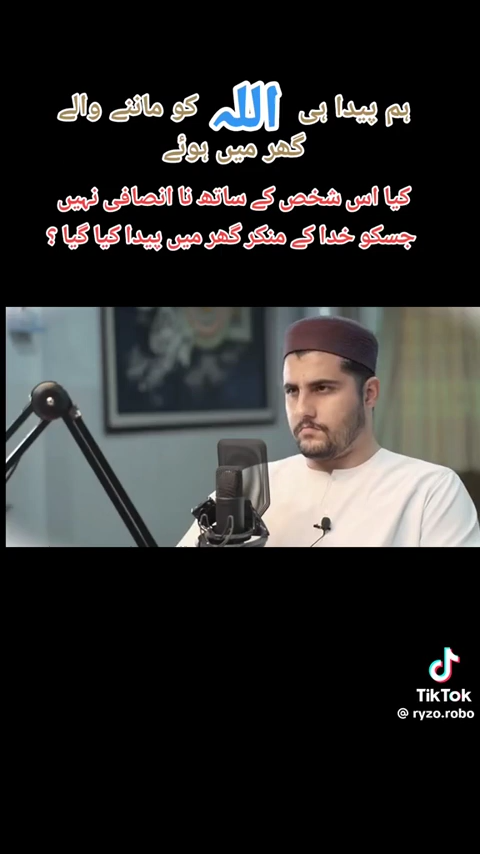 ہم پیدا ہی اللہ کو ماننے والے
گھر میں ہوئے
کیا اس شخص کے ساتھ نا انصافی نہیں
جسکو خدا کے منکر گھر میں پیدا کیا گیا ؟
TikTok
@ ryzo.robo